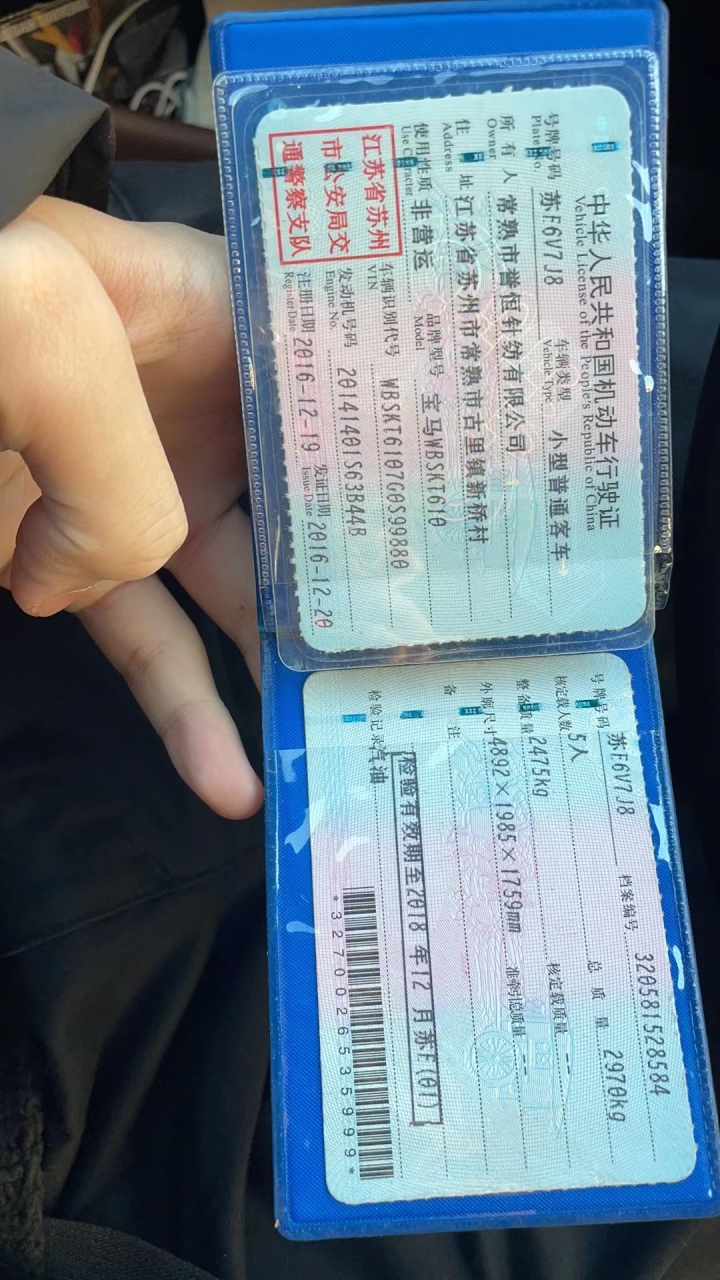 中华人民共和国机动车行驶证
Vehicle License of the People's Republic of China
号牌号码 苏F6V7J8 车辆类型 小型普通客车
Plate No. Vehicle Type
所有人 常熟市誉恒针纺有限公司
Owner
住址 江苏省苏州市常熟市古里镇新桥村
Address
使用性质 非营运 品牌型号 宝马WBSKT610
Use Character Model
江苏省苏州
市公安局交
通警察支队
车辆识别代号 WBSKT6107G0S99880
VIN
发动机号码 20141401S63B44B
Engine No.
注册日期 2016-12-19 发证日期 2016-12-20
Register Date Issue Date
号牌号码 苏F6V7J8 档案编号 320581528584
核定载人数 5人 总质量 2970kg
整备质量 2475kg 核定载质量 --
外廓尺寸 4892×1985×1759mm 准牵引总质量 --
备注
检验有效期至2018年12月苏E(01)
检验记录 汽油
*3270026535999*